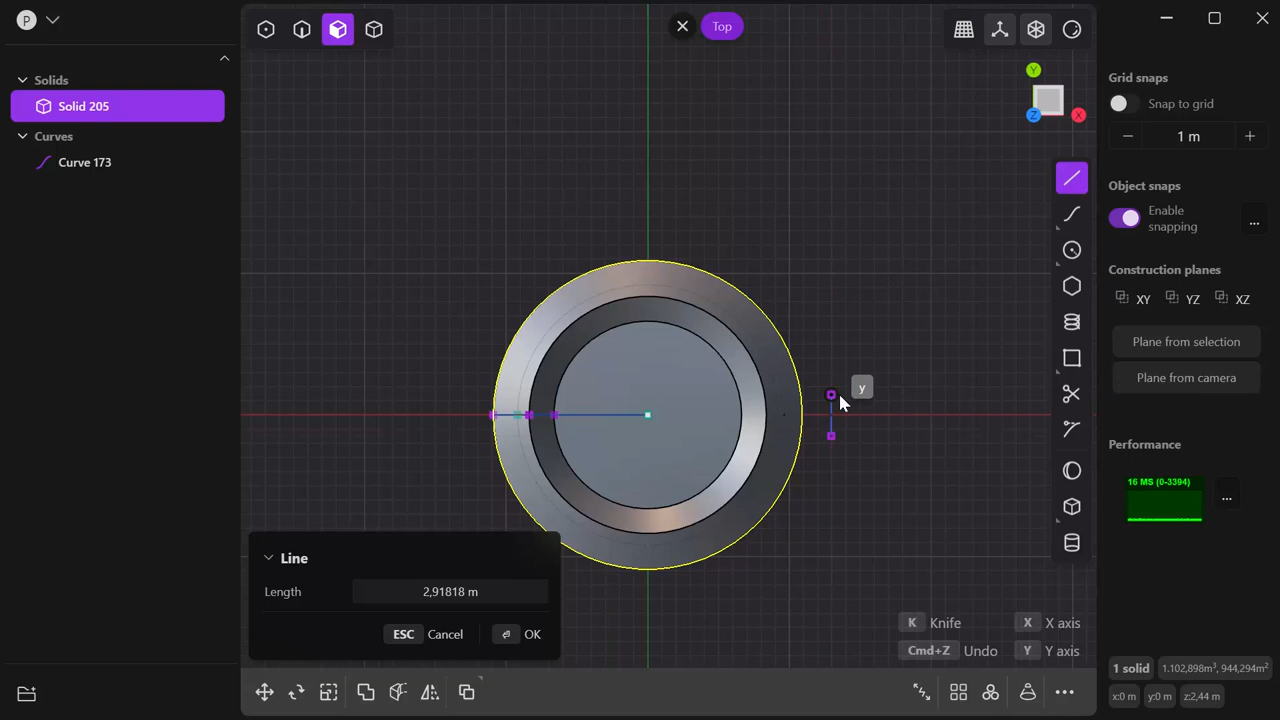 P
Top
Solids
Solid 205
Curves
Curve 173
Y
Z
X
y
Line
Length
2,91818 m
ESC
Cancel
OK
K
Knife
X
X axis
Cmd+Z
Undo
Y
Y axis
Grid snaps
Snap to grid
1 m
Object snaps
Enable
snapping
...
Construction planes
XY
YZ
XZ
Plane from selection
Plane from camera
Performance
16 MS (0-3394)
...
1 solid
1.102,898m³, 944,294m²
x:0 m
y:0 m
z:2,44 m